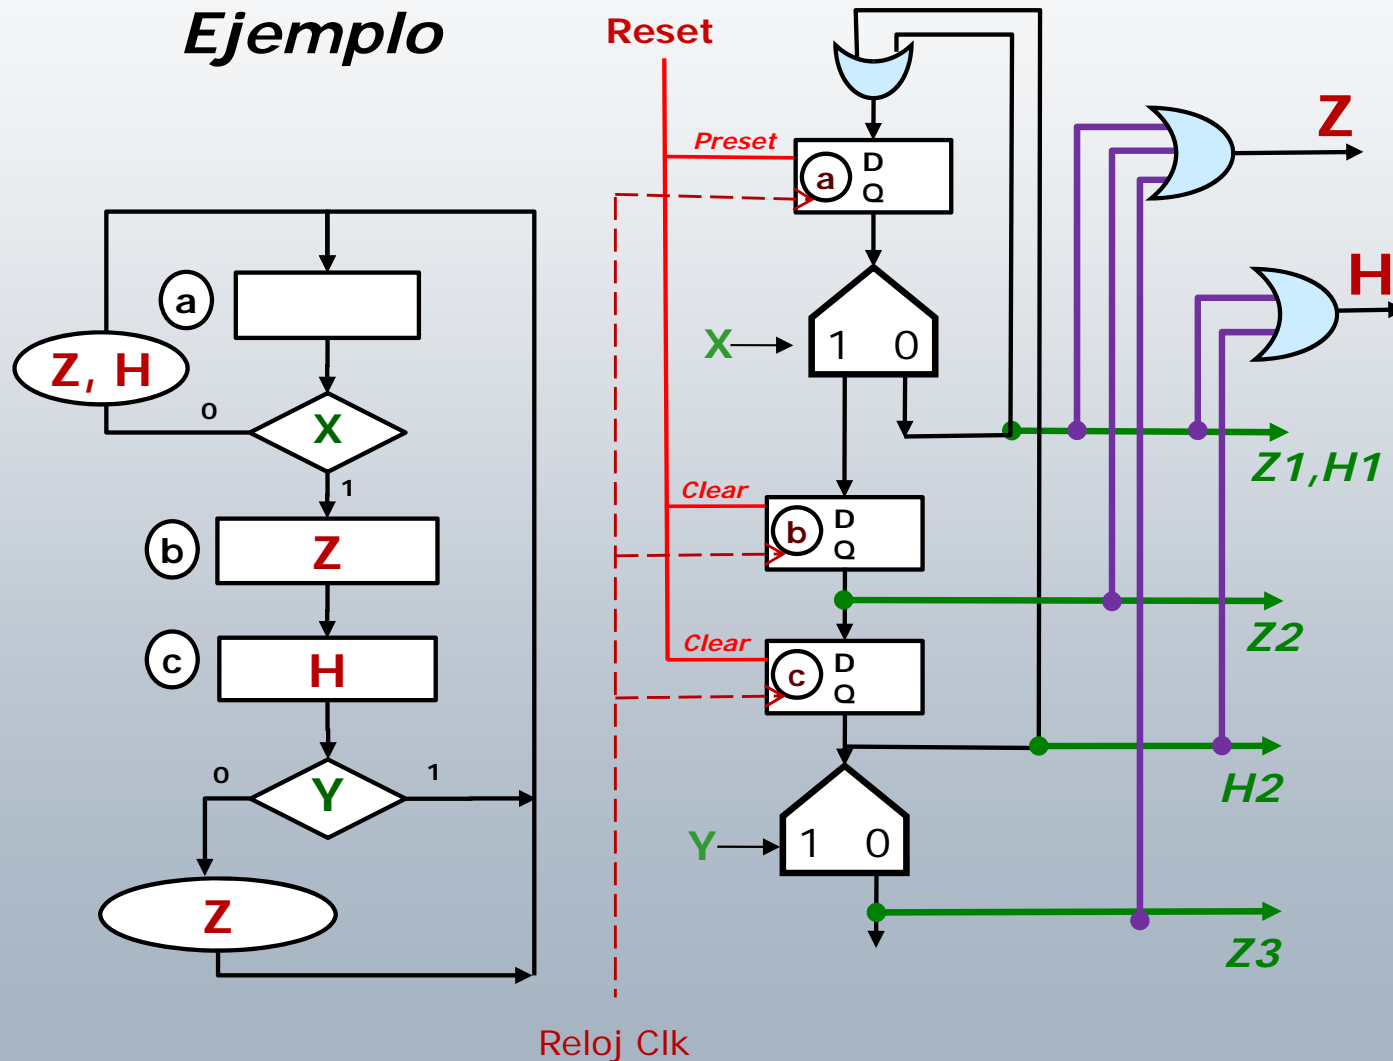 Ejemplo
a
Z, H
0
X
1
b
Z
c
H
0
Y
1
Z
Reset
Preset
a
D
Q
X
1 0
Clear
b
D
Q
Clear
c
D
Q
Y
1 0
Reloj Clk
Z
H
Z1,H1
Z2
H2
Z3